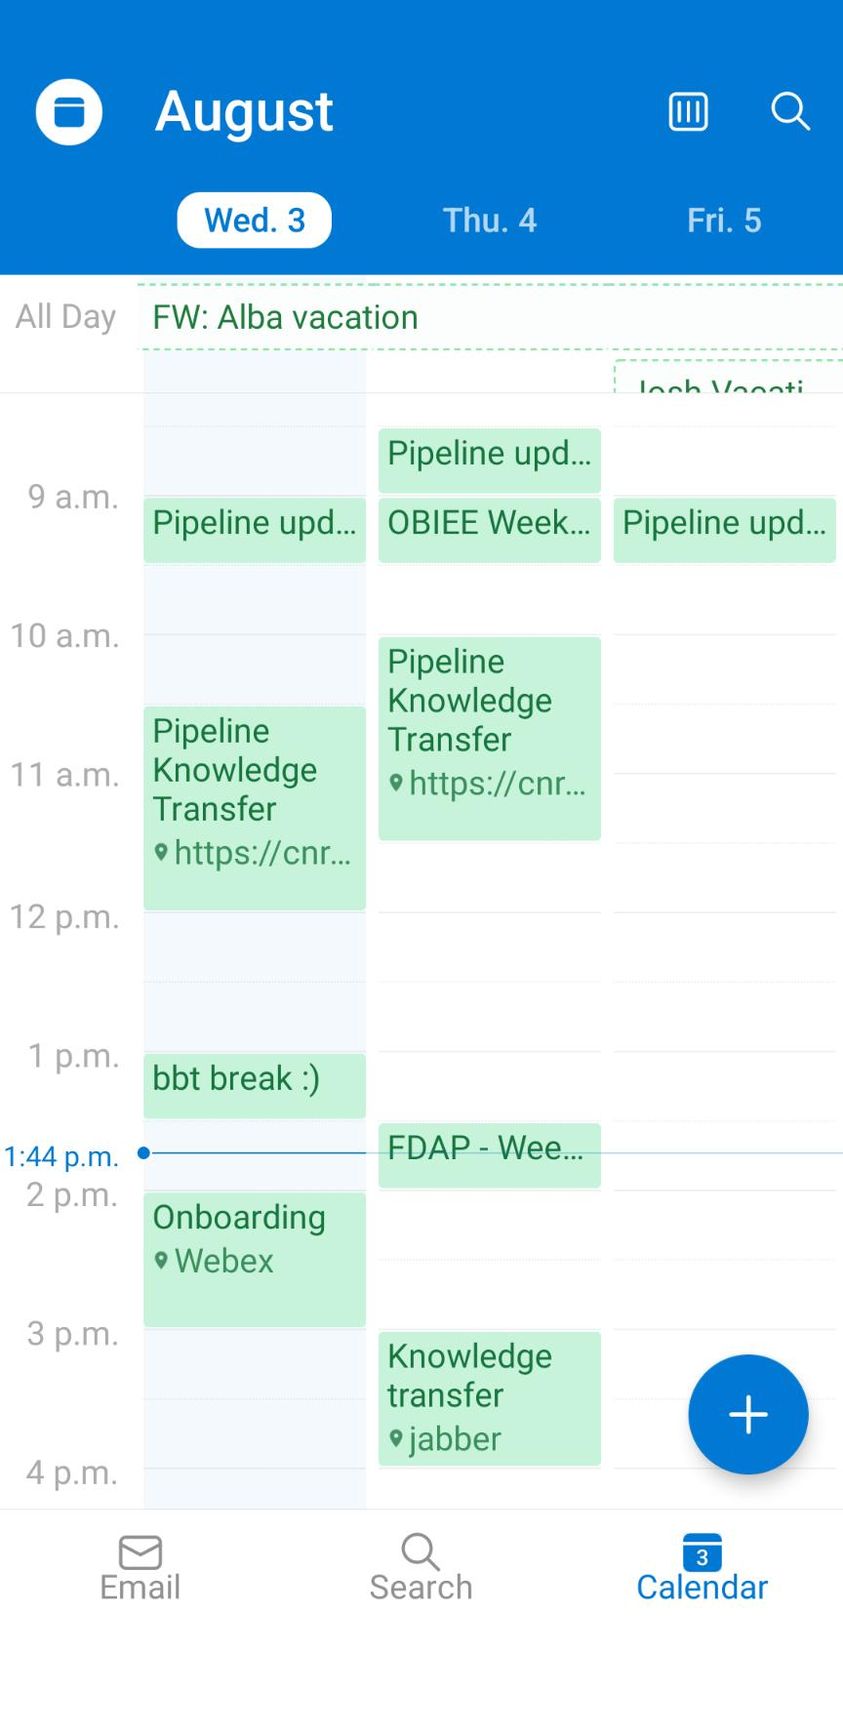 August
Wed. 3 Thu. 4 Fri. 5
All Day FW: Alba vacation
Josh Vacati
Pipeline upd...
9 a.m.
Pipeline upd... OBIEE Week... Pipeline upd...
10 a.m.
Pipeline
Knowledge
Transfer
https://cnr...
Pipeline
Knowledge
Transfer
https://cnr...
11 a.m.
12 p.m.
1 p.m.
bbt break :)
FDAP - Wee...
1:44 p.m.
2 p.m.
Onboarding
Webex
3 p.m.
Knowledge
transfer
jabber
4 p.m.
3
Email Search Calendar